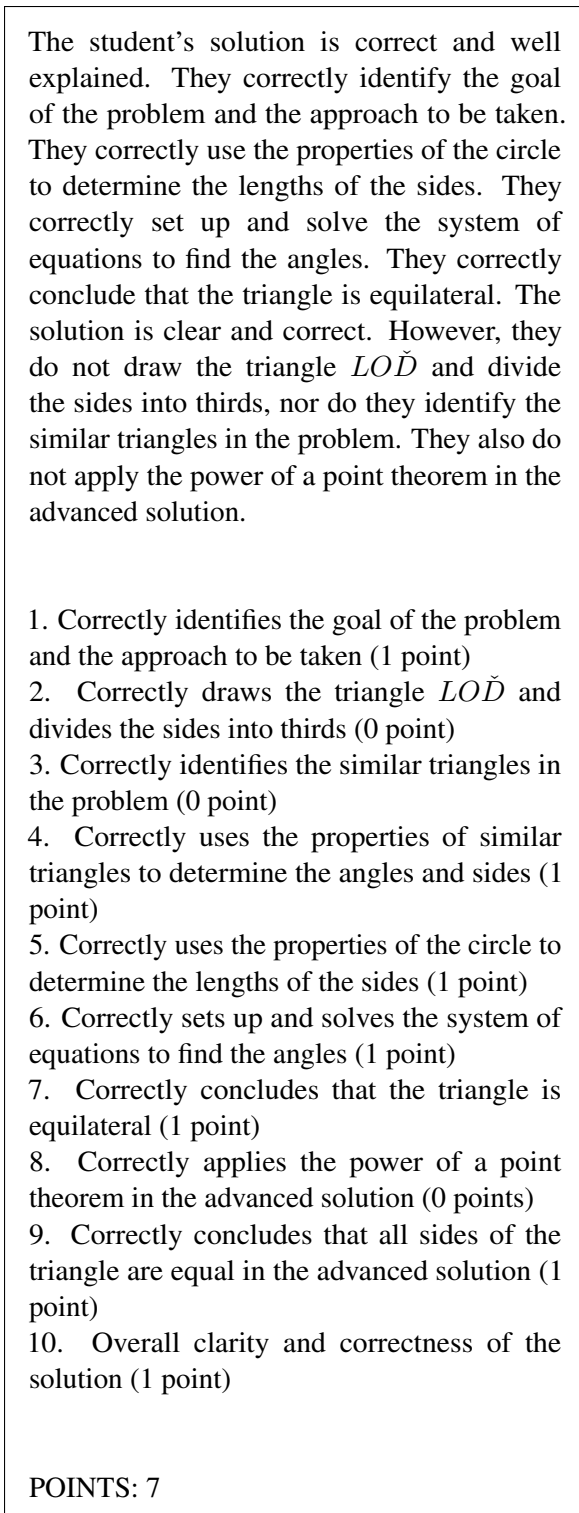 The student’s solution is correct and well
explained. They correctly identify the goal
of the problem and the approach to be taken.
They correctly use the properties of the circle
to determine the lengths of the sides. They
correctly set up and solve the system of
equations to find the angles. They correctly
conclude that the triangle is equilateral. The
solution is clear and correct. However, they
do not draw the triangle LOĎ and divide
the sides into thirds, nor do they identify the
similar triangles in the problem. They also do
not apply the power of a point theorem in the
advanced solution.
1. Correctly identifies the goal of the problem
and the approach to be taken (1 point)
2. Correctly draws the triangle LOĎ and
divides the sides into thirds (0 point)
3. Correctly identifies the similar triangles in
the problem (0 point)
4. Correctly uses the properties of similar
triangles to determine the angles and sides (1
point)
5. Correctly uses the properties of the circle to
determine the lengths of the sides (1 point)
6. Correctly sets up and solves the system of
equations to find the angles (1 point)
7. Correctly concludes that the triangle is
equilateral (1 point)
8. Correctly applies the power of a point
theorem in the advanced solution (0 points)
9. Correctly concludes that all sides of the
triangle are equal in the advanced solution (1
point)
10. Overall clarity and correctness of the
solution (1 point)
POINTS: 7